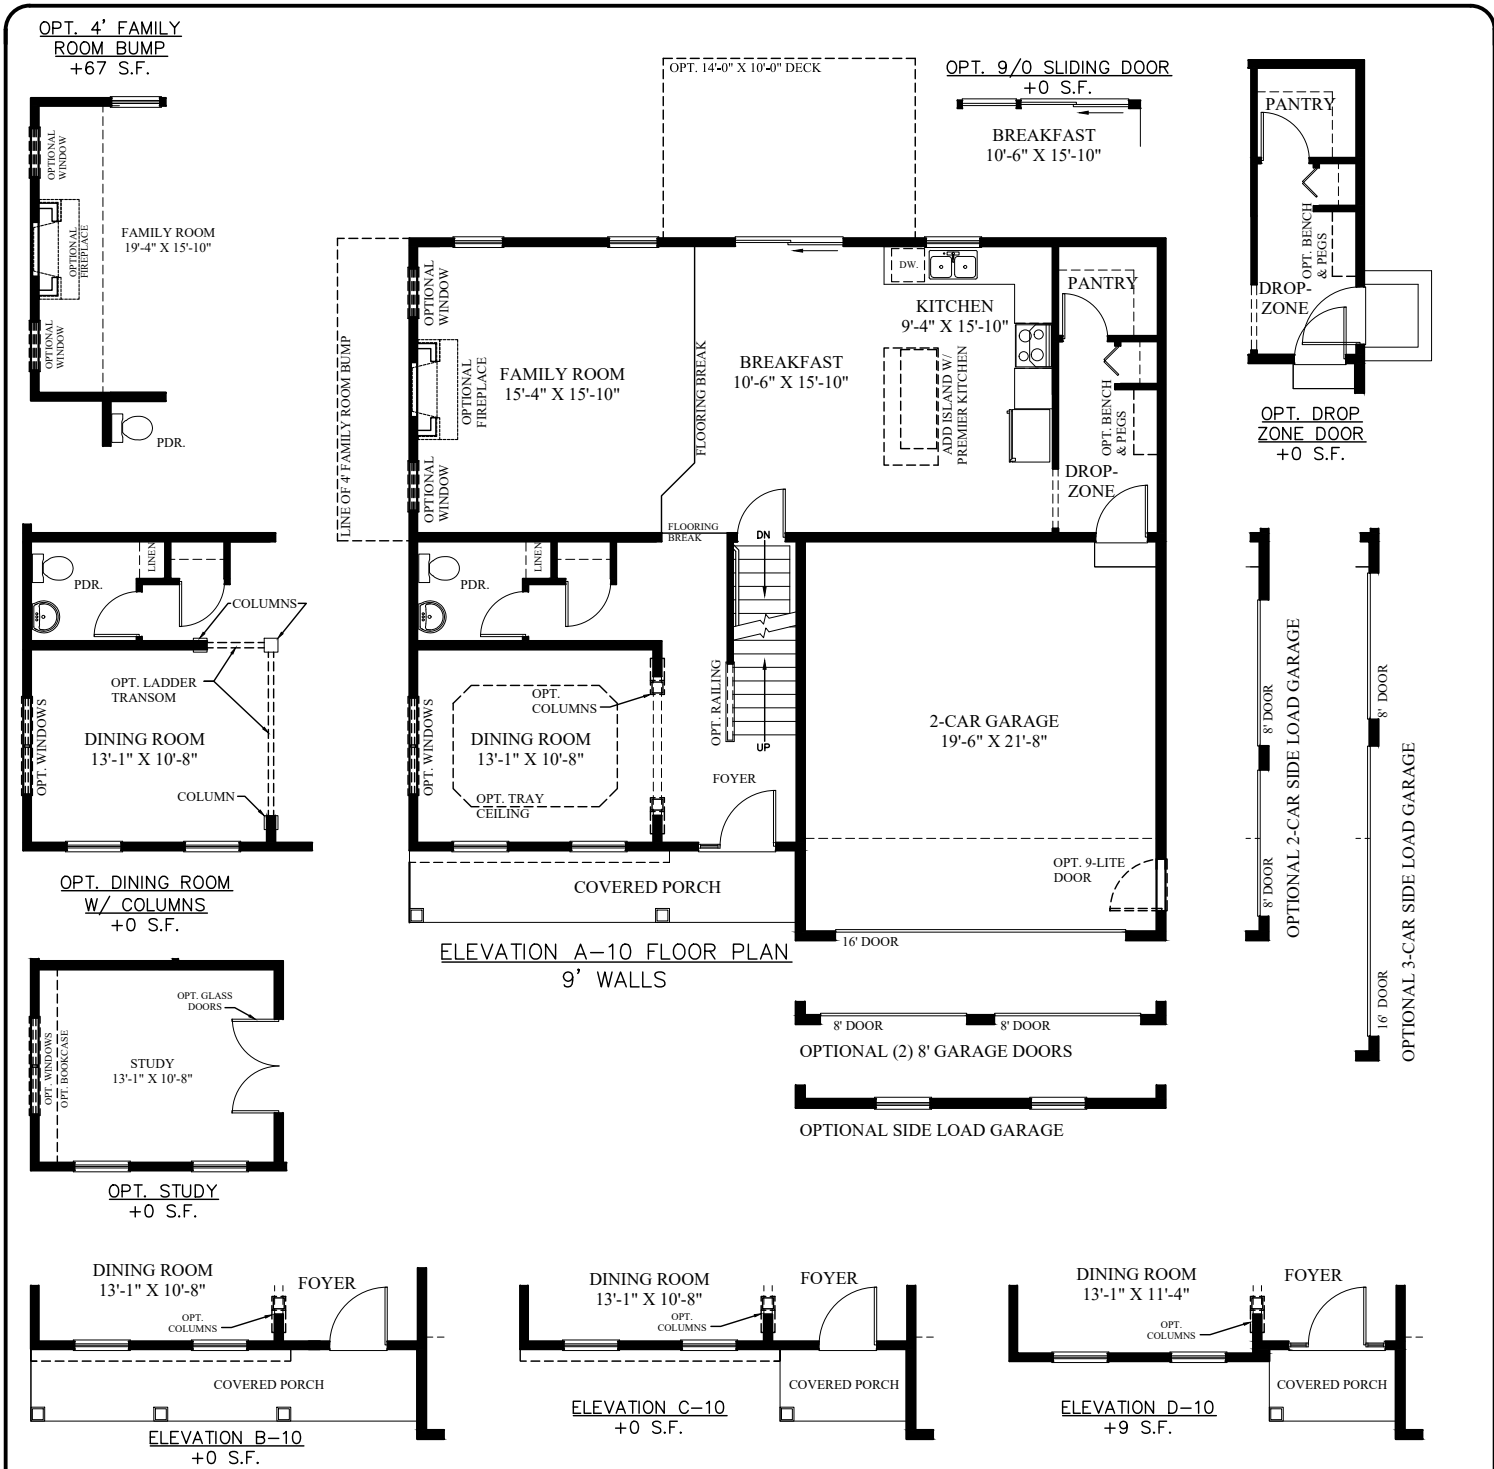 OPT. 4' FAMILY
ROOM BUMP
+67 S.F.
OPTIONAL
WINDOW
FAMILY ROOM
19'-4" X 15'-10"
OPTIONAL
FIREPLACE
OPTIONAL
WINDOW
PDR.
OPT. 14'-0" X 10'-0" DECK
OPT. 9/0 SLIDING DOOR
+0 S.F.
BREAKFAST
10'-6" X 15'-10"
PANTRY
OPT. BENCH
& PEGS
DROP-
ZONE
OPT. DROP
ZONE DOOR
+0 S.F.
LINE OF 4' FAMILY ROOM BUMP
OPTIONAL
WINDOW
FAMILY ROOM
15'-4" X 15'-10"
OPTIONAL
FIREPLACE
OPTIONAL
WINDOW
FLOORING BREAK
BREAKFAST
10'-6" X 15'-10"
DW.
KITCHEN
9'-4" X 15'-10"
ADD ISLAND W/
PREMIER KITCHEN
PANTRY
OPT. BENCH
& PEGS
DROP-
ZONE
FLOORING
BREAK
DN
LINEN
PDR.
OPT. RAILING
UP
OPT.
COLUMNS
OPT. WINDOWS
DINING ROOM
13'-1" X 10'-8"
OPT. TRAY
CEILING
FOYER
2-CAR GARAGE
19'-6" X 21'-8"
OPT. 9-LITE
DOOR
COVERED PORCH
16' DOOR
ELEVATION A-10 FLOOR PLAN
9' WALLS
LINEN
PDR.
COLUMNS
OPT. LADDER
TRANSOM
OPT. WINDOWS
DINING ROOM
13'-1" X 10'-8"
COLUMN
OPT. DINING ROOM
W/ COLUMNS
+0 S.F.
8' DOOR
8' DOOR
OPTIONAL 2-CAR SIDE LOAD GARAGE
8' DOOR
16' DOOR
OPTIONAL 3-CAR SIDE LOAD GARAGE
OPT. GLASS
DOORS
OPT. WINDOWS
OPT. BOOKCASE
STUDY
13'-1" X 10'-8"
OPT. STUDY
+0 S.F.
8' DOOR
8' DOOR
OPTIONAL (2) 8' GARAGE DOORS
OPTIONAL SIDE LOAD GARAGE
DINING ROOM
13'-1" X 10'-8"
FOYER
OPT.
COLUMNS
COVERED PORCH
ELEVATION B-10
+0 S.F.
DINING ROOM
13'-1" X 10'-8"
FOYER
OPT.
COLUMNS
COVERED PORCH
ELEVATION C-10
+0 S.F.
DINING ROOM
13'-1" X 11'-4"
FOYER
OPT.
COLUMNS
COVERED PORCH
ELEVATION D-10
+9 S.F.